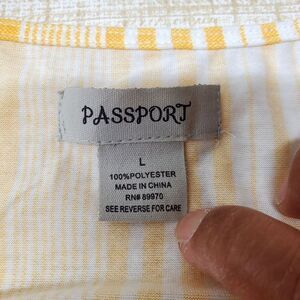 PASSPORT
L
100%POLYESTER
MADE IN CHINA
RN# 89970
SEE REVERSE FOR CARE